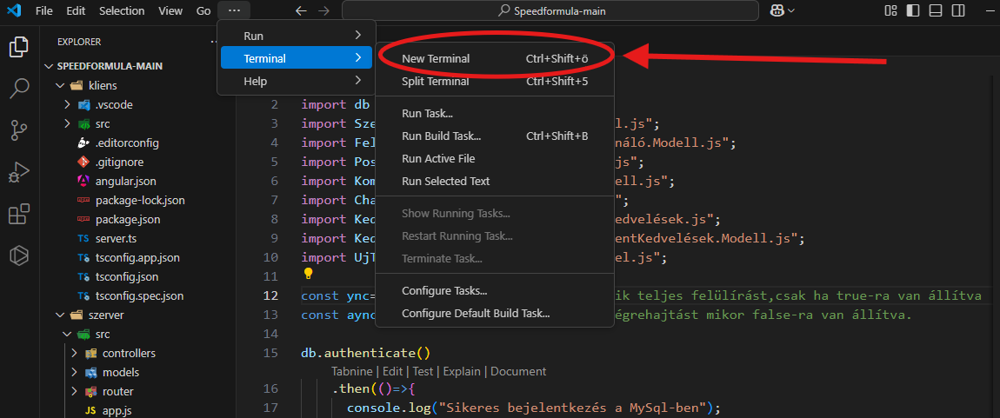 File Edit Selection View Go ...
Speedformula-main
EXPLORER
SPEEDFORMULA-MAIN
kliens
.vscode
src
.editorconfig
.gitignore
angular.json
package-lock.json
package.json
TS server.ts
TS tsconfig.app.json
TS tsconfig.json
TS tsconfig.spec.json
szerver
src
controllers
models
router
JS app.js
Run
Terminal
Help
New Terminal Ctrl+Shift+ö
Split Terminal Ctrl+Shift+5
Run Task...
Run Build Task... Ctrl+Shift+B
Run Active File
Run Selected Text
Show Running Tasks...
Restart Running Task...
Terminate Task...
Configure Tasks...
Configure Default Build Task...
2 import db
3 import Sze l.js";
4 import Fel náló.Modell.js";
5 import Pos js";
6 import Kom ell.js";
7 import Cha ";
8 import Ked edvelések.js";
9 import Ked entKedvelések.Modell.js";
10 import UjT el.js";
11
12 const ync= ik teljes felülírást,csak ha true-ra van állítva
13 const aync égrehajtást mikor false-ra van állítva.
14
15 db.authenticate()
Tabnine | Edit | Test | Explain | Document
16 .then(()=>{
17 console.log("Sikeres bejelentkezés a MySql-ben");